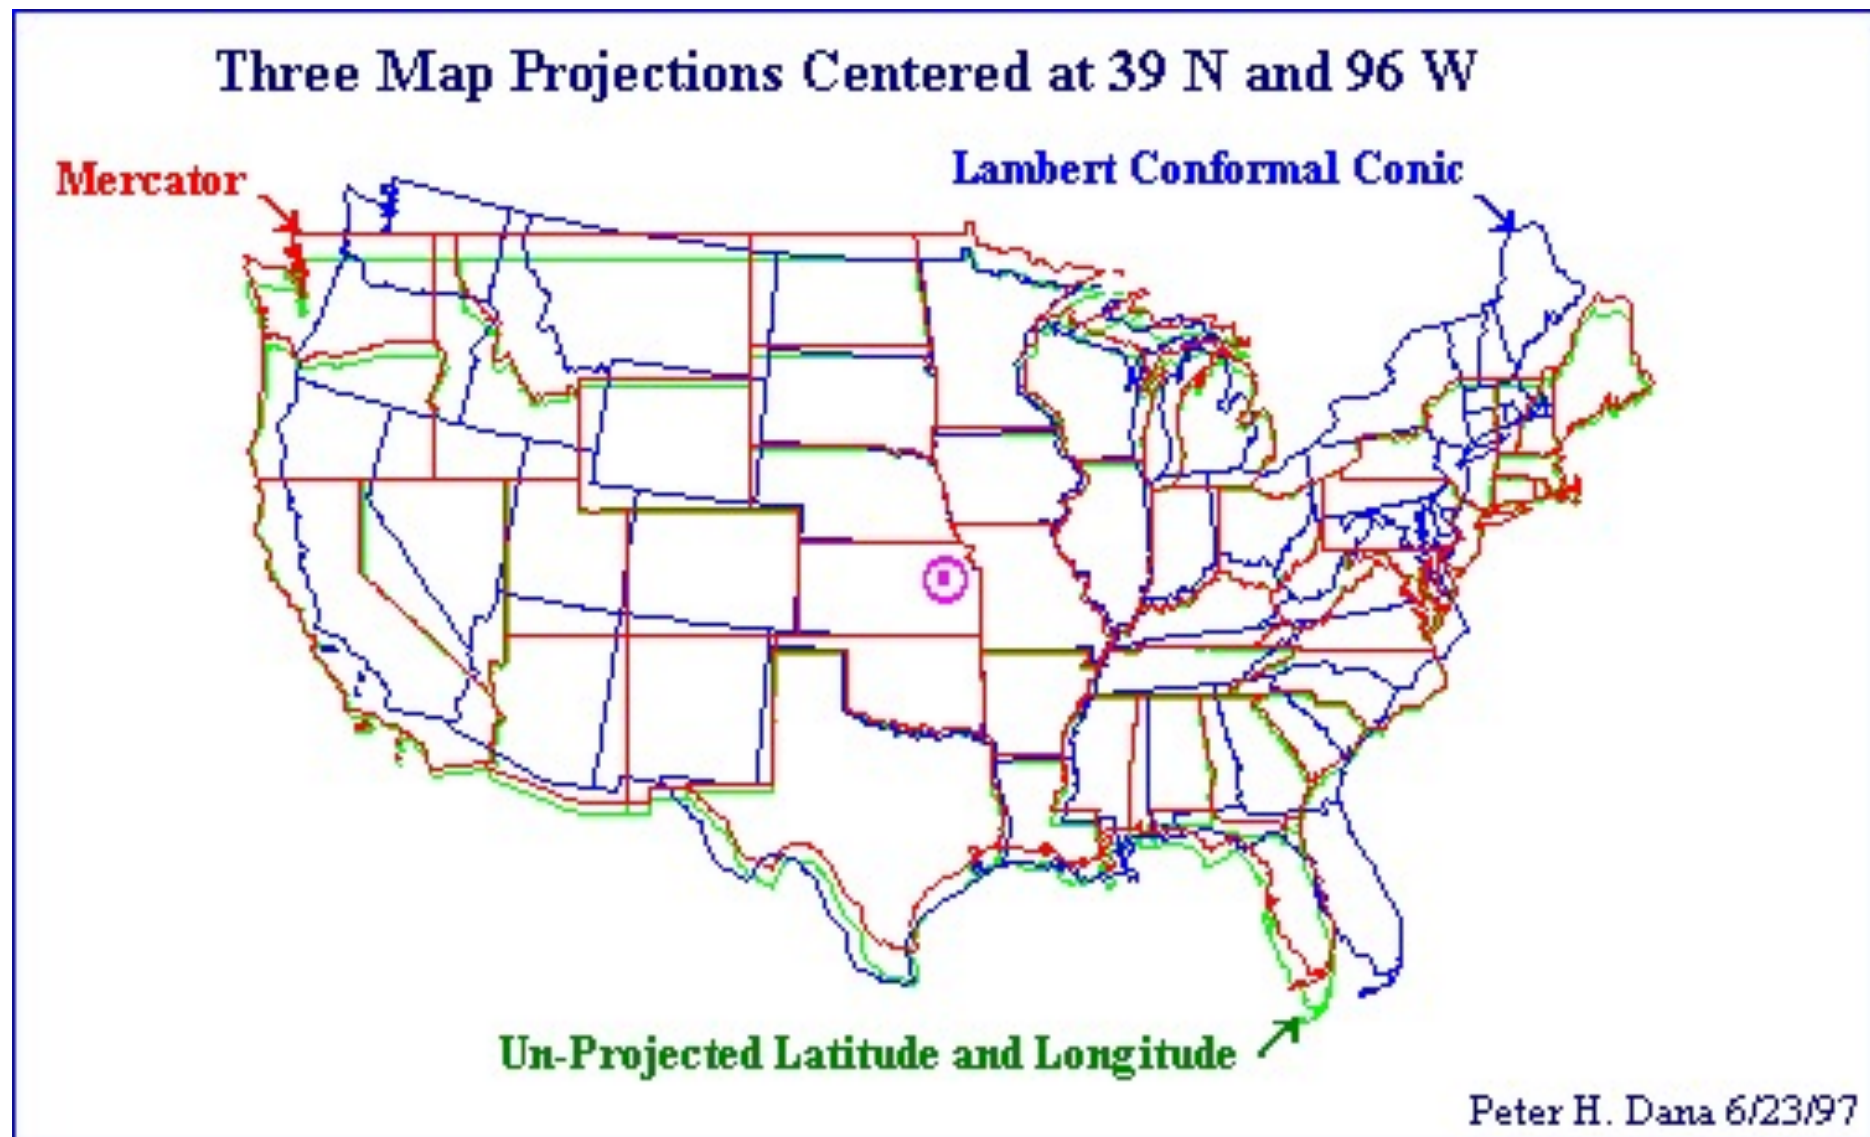 Three Map Projections Centered at 39 N and 96 W
Mercator
Lambert Conformal Conic
Un-Projected Latitude and Longitude
Peter H. Dana 6/23/97